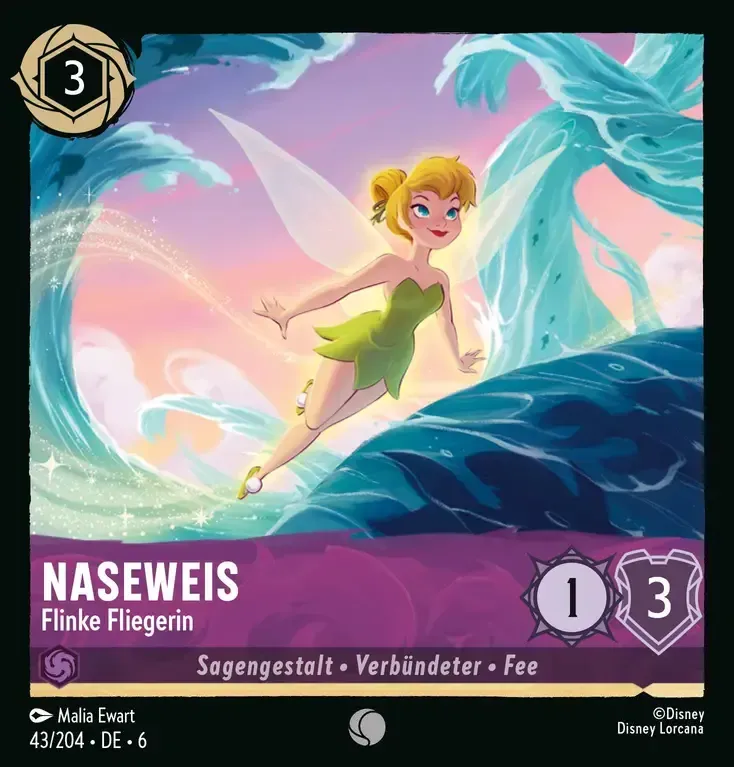 3
NASEWEIS
Flinke Fliegerin
1
3
Sagengestalt • Verbündeter • Fee
Malia Ewart
43/204 • DE • 6
©Disney
Disney Lorcana